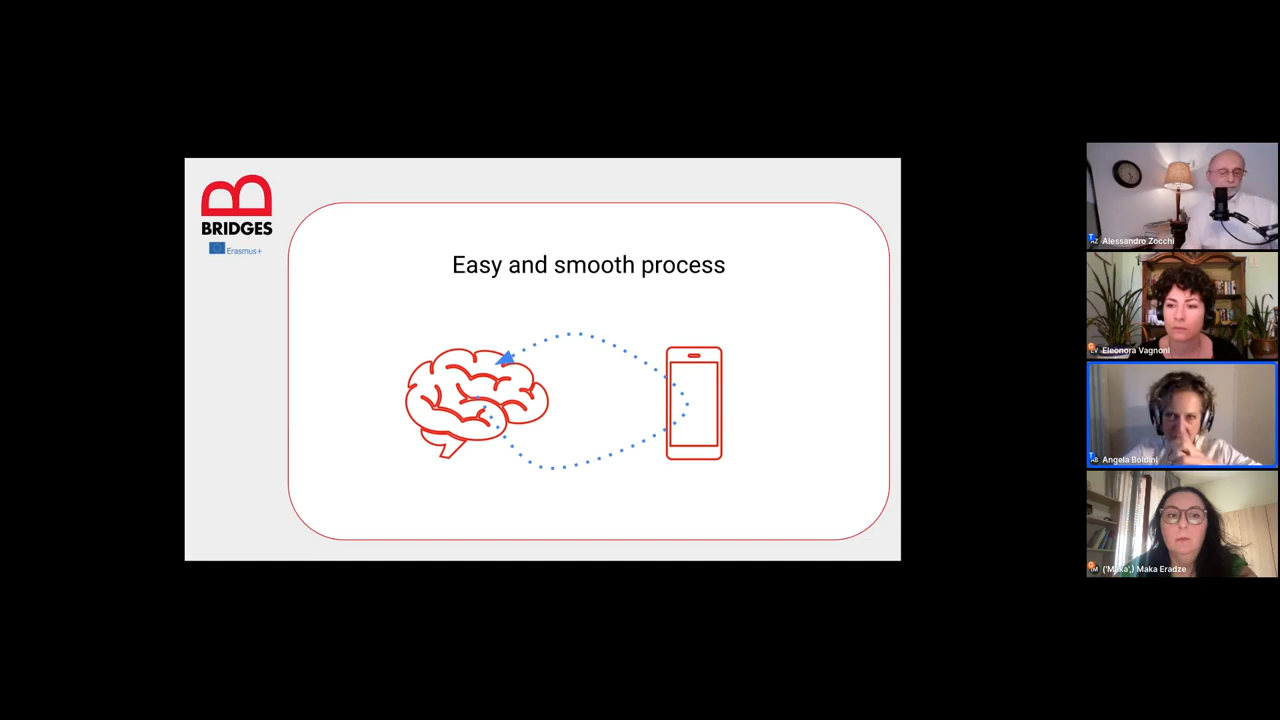 BRIDGES
Erasmus+
Easy and smooth process
Alessandro Zocchi
Eleonora Vagnoni
Angela Boldini
('Maka',) Maka Eradze